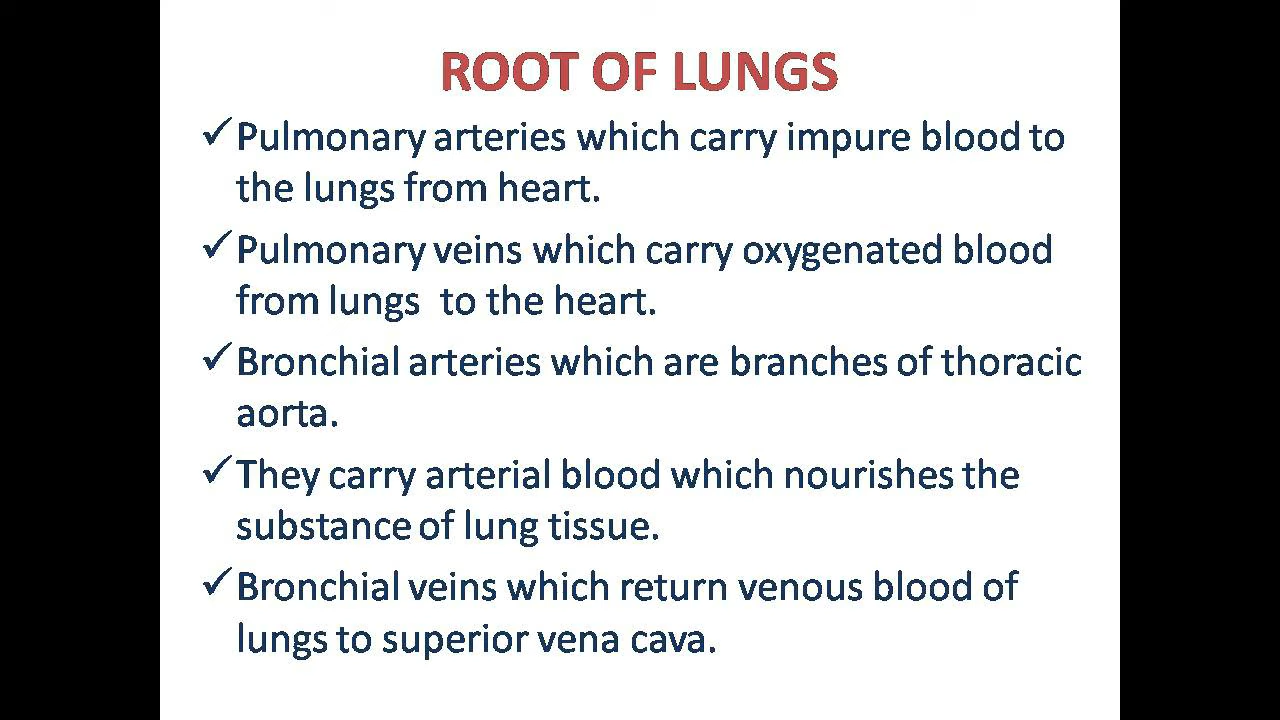 ROOT OF LUNGS
✓Pulmonary arteries which carry impure blood to
the lungs from heart.
✓Pulmonary veins which carry oxygenated blood
from lungs  to the heart.
✓Bronchial arteries which are branches of thoracic
aorta.
✓They carry arterial blood which nourishes the
substance of lung tissue.
✓Bronchial veins which return venous blood of
lungs to superior vena cava.